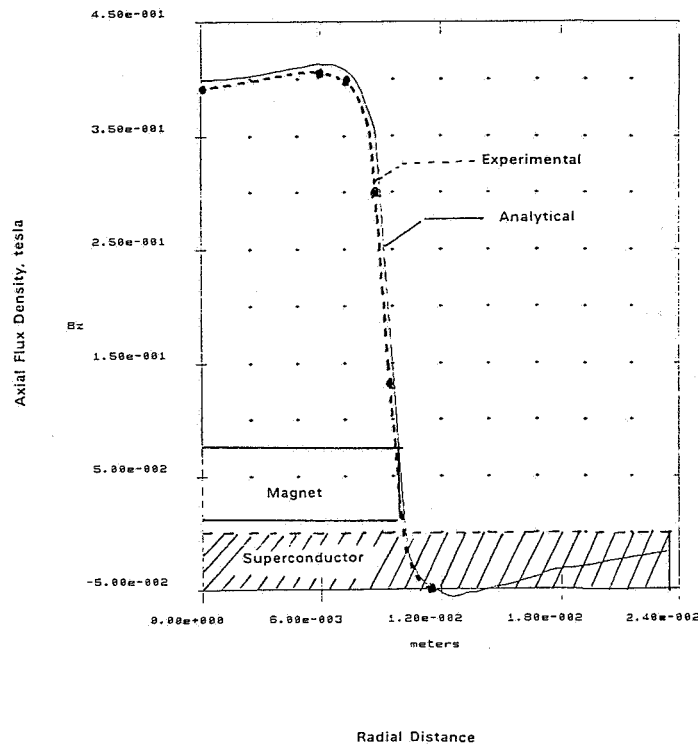 4.50e-001
3.50e-001
Experimental
Analytical
2.50e-001
Axial Flux Density, tesla
Bz
1.50e-001
5.00e-002
Magnet
Superconductor
-5.00e-002
0.00e+000 6.00e-003 1.20e-002 1.80e-002 2.40e-002
meters
Radial Distance